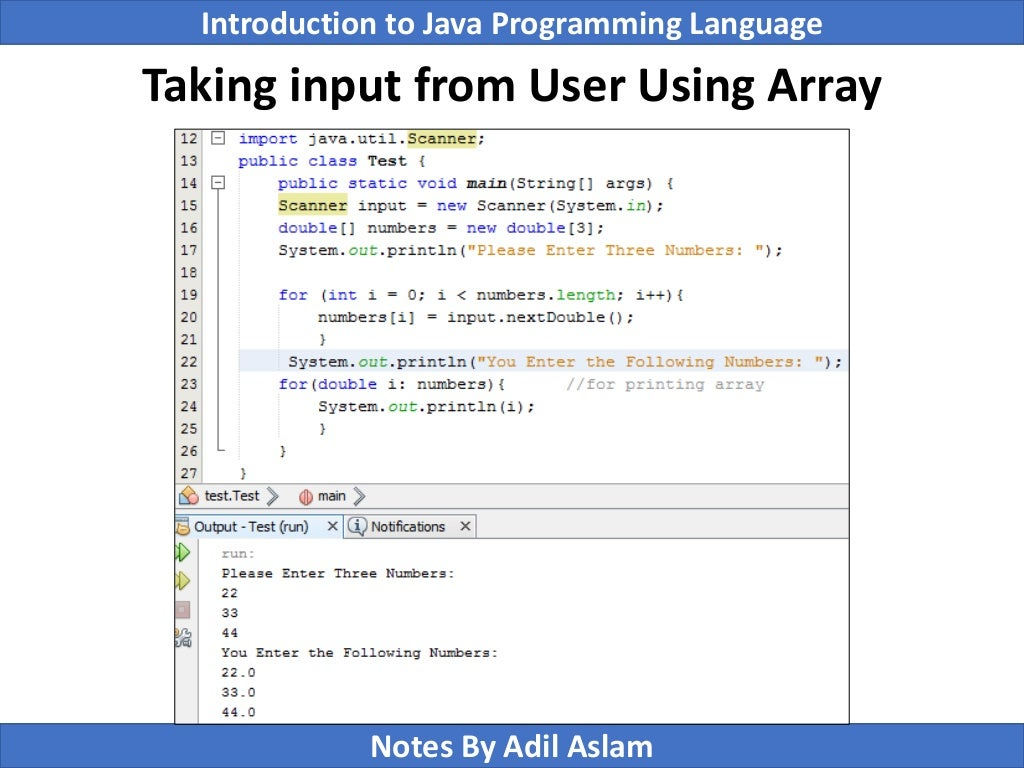 Introduction to Java Programming Language
Taking input from User Using Array
12 import java.util.Scanner;
13 public class Test {
14 public static void main(String[] args) {
15 Scanner input = new Scanner(System.in);
16 double[] numbers = new double[3];
17 System.out.println("Please Enter Three Numbers: ");
18
19 for (int i = 0; i < numbers.length; i++){
20 numbers[i] = input.nextDouble();
21 }
22 System.out.println("You Enter the Following Numbers: ");
23 for(double i: numbers){ //for printing array
24 System.out.println(i);
25 }
26 }
27 }
test.Test main
Output - Test (run) Notifications
run:
Please Enter Three Numbers:
22
33
44
You Enter the Following Numbers:
22.0
33.0
44.0
Notes By Adil Aslam